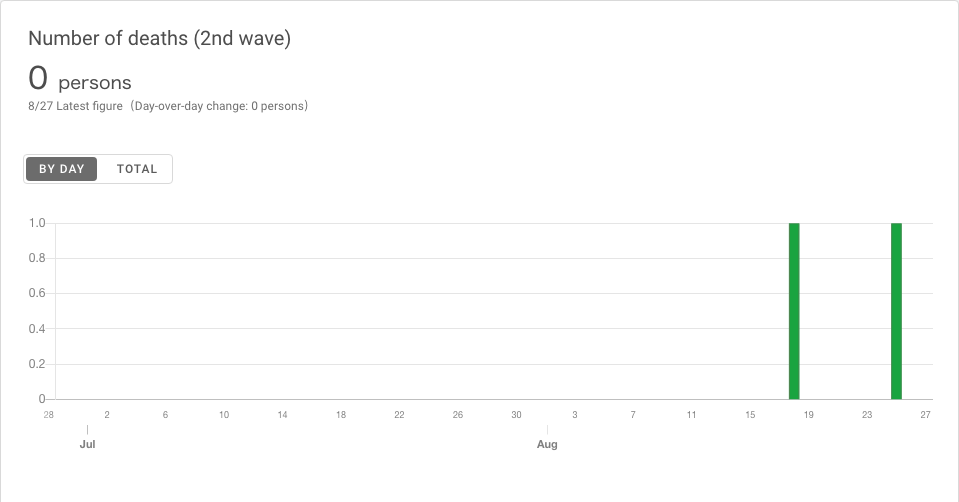 Number of deaths (2nd wave)
0 persons
8/27 Latest figure（Day-over-day change: 0 persons）
BY DAY TOTAL
1.0
0.8
0.6
0.4
0.2
0
28 2 6 10 14 18 22 26 30 3 7 11 15 19 23 27
Jul Aug